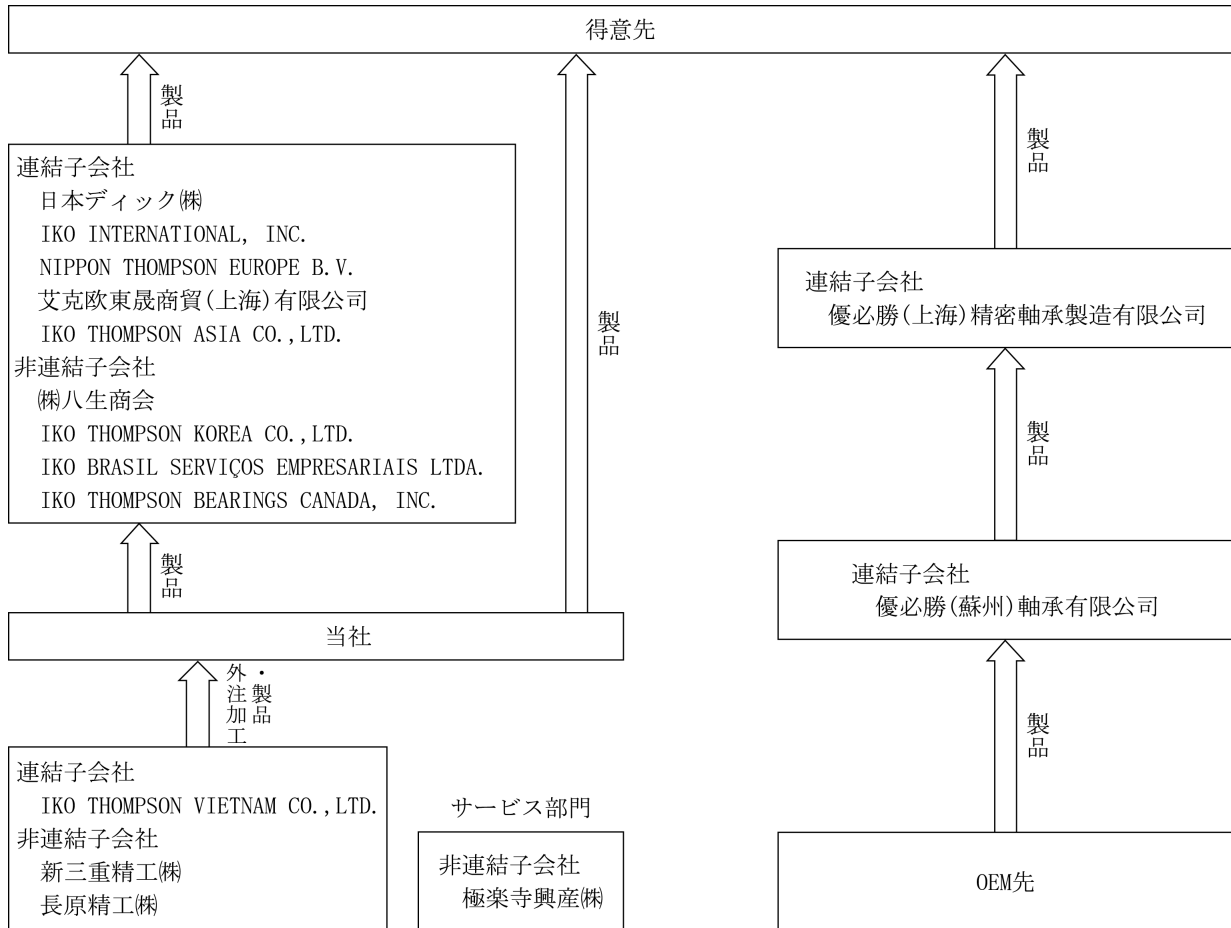 得意先
製品
連結子会社
日本ディック㈱
IKO INTERNATIONAL, INC.
NIPPON THOMPSON EUROPE B.V.
艾克欧東晟商貿(上海)有限公司
IKO THOMPSON ASIA CO.,LTD.
非連結子会社
㈱八生商会
IKO THOMPSON KOREA CO.,LTD.
IKO BRASIL SERVIÇOS EMPRESARIAIS LTDA.
IKO THOMPSON BEARINGS CANADA, INC.
製品
当社
製品
・製品
外注加工
連結子会社
IKO THOMPSON VIETNAM CO.,LTD.
非連結子会社
新三重精工㈱
長原精工㈱
サービス部門
非連結子会社
極楽寺興産㈱
製品
連結子会社
優必勝(上海)精密軸承製造有限公司
製品
連結子会社
優必勝(蘇州)軸承有限公司
製品
OEM先